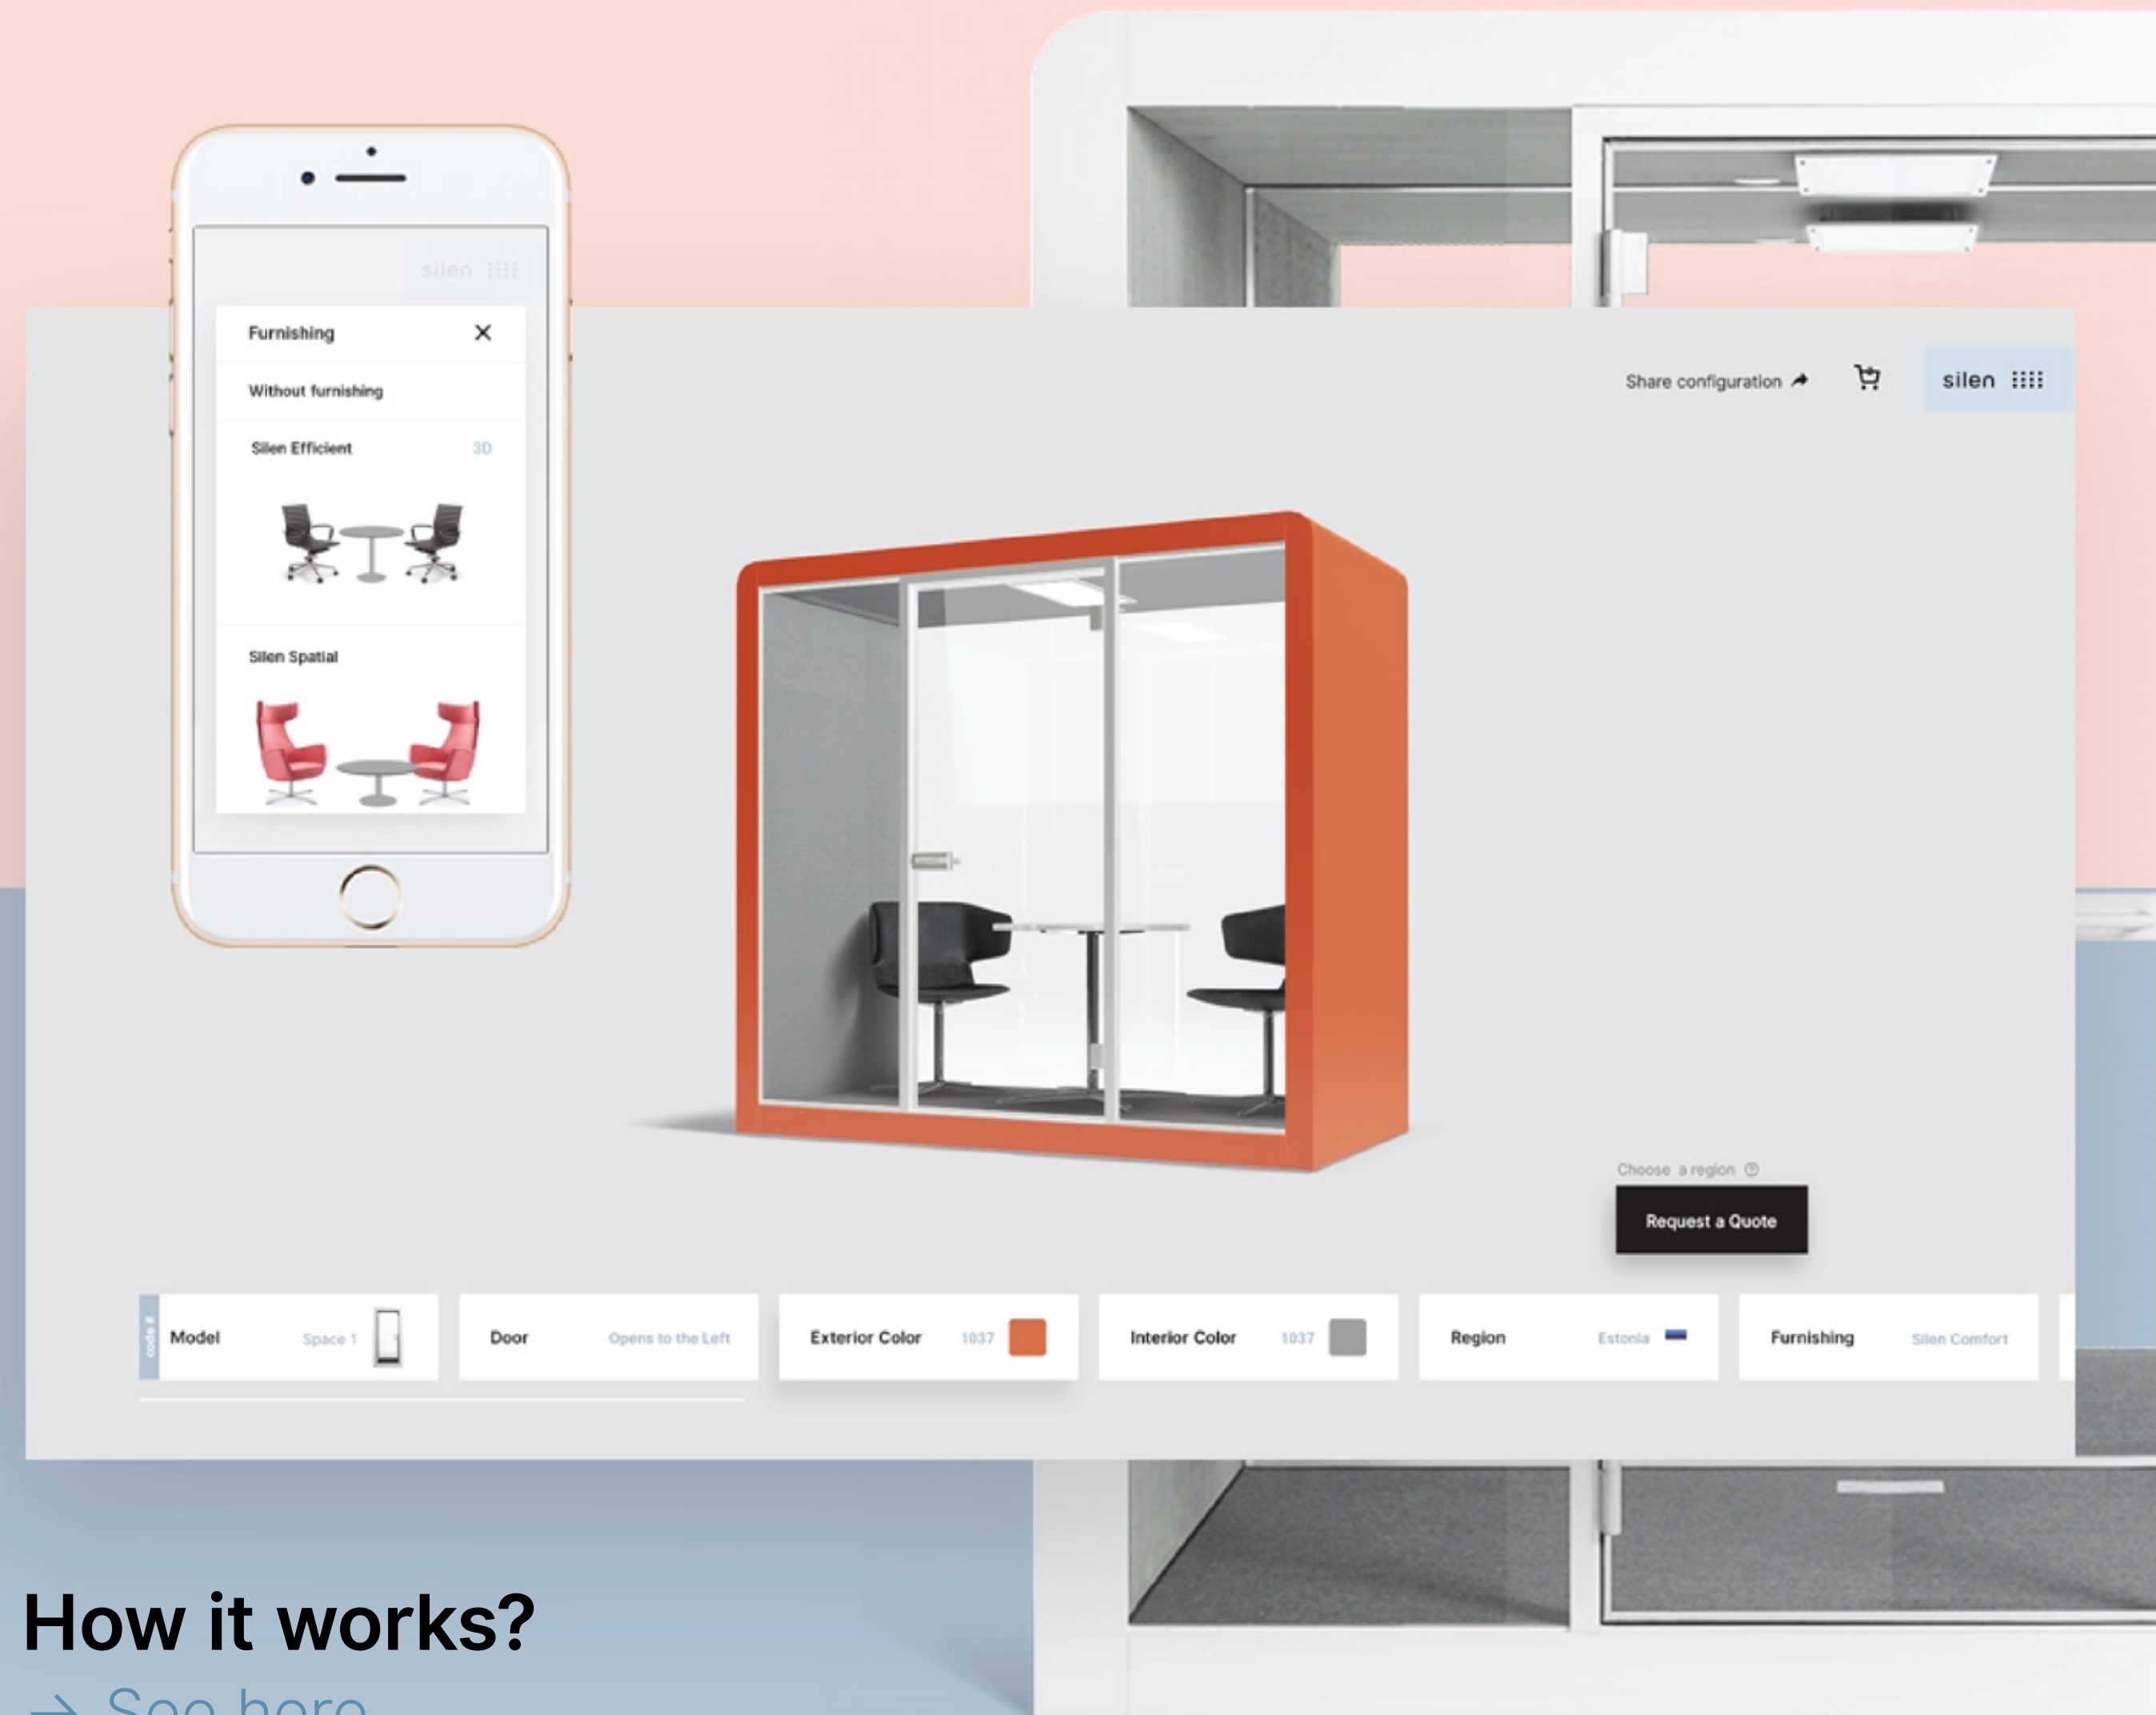 silen
Furnishing
Without furnishing
Silen Efficient 3D
Silen Spatial
Share configuration
silen
Choose a region
Request a Quote
code #
Model Space 1
Door Opens to the Left
Exterior Color 1037
Interior Color 1037
Region Estonia
Furnishing Silen Comfort
How it works?
→ See here